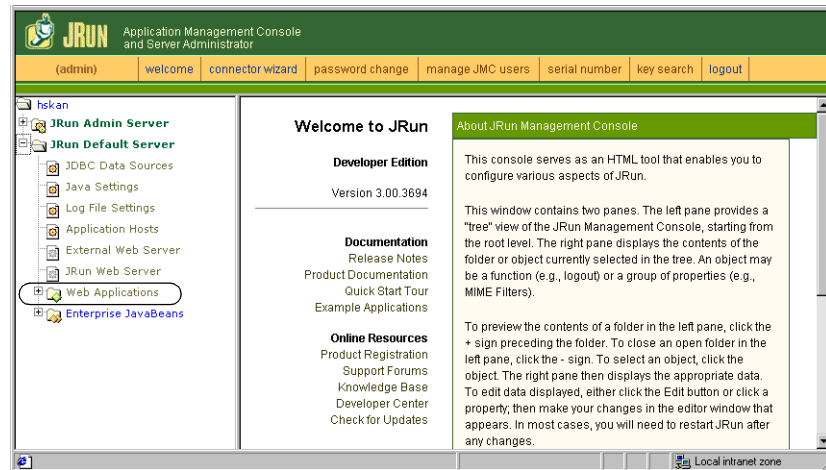 JRUN
Application Management Console
and Server Administrator
(admin) welcome connector wizard password change manage JMC users serial number key search logout
hskan
JRun Admin Server
JRun Default Server
JDBC Data Sources
Java Settings
Log File Settings
Application Hosts
External Web Server
JRun Web Server
Web Applications
Enterprise JavaBeans
Welcome to JRun
Developer Edition
Version 3.00.3694
Documentation
Release Notes
Product Documentation
Quick Start Tour
Example Applications
Online Resources
Product Registration
Support Forums
Knowledge Base
Developer Center
Check for Updates
About JRun Management Console
This console serves as an HTML tool that enables you to
configure various aspects of JRun.
This window contains two panes. The left pane provides a
"tree" view of the JRun Management Console, starting from
the root level. The right pane displays the contents of the
folder or object currently selected in the tree. An object may
be a function (e.g., logout) or a group of properties (e.g.,
MIME Filters).
To preview the contents of a folder in the left pane, click the
+ sign preceding the folder. To close an open folder in the
left pane, click the - sign. To select an object, click the
object. The right pane then displays the appropriate data.
To edit data displayed, either click the Edit button or click a
property; then make your changes in the editor window that
appears. In most cases, you will need to restart JRun after
any changes.
Local intranet zone